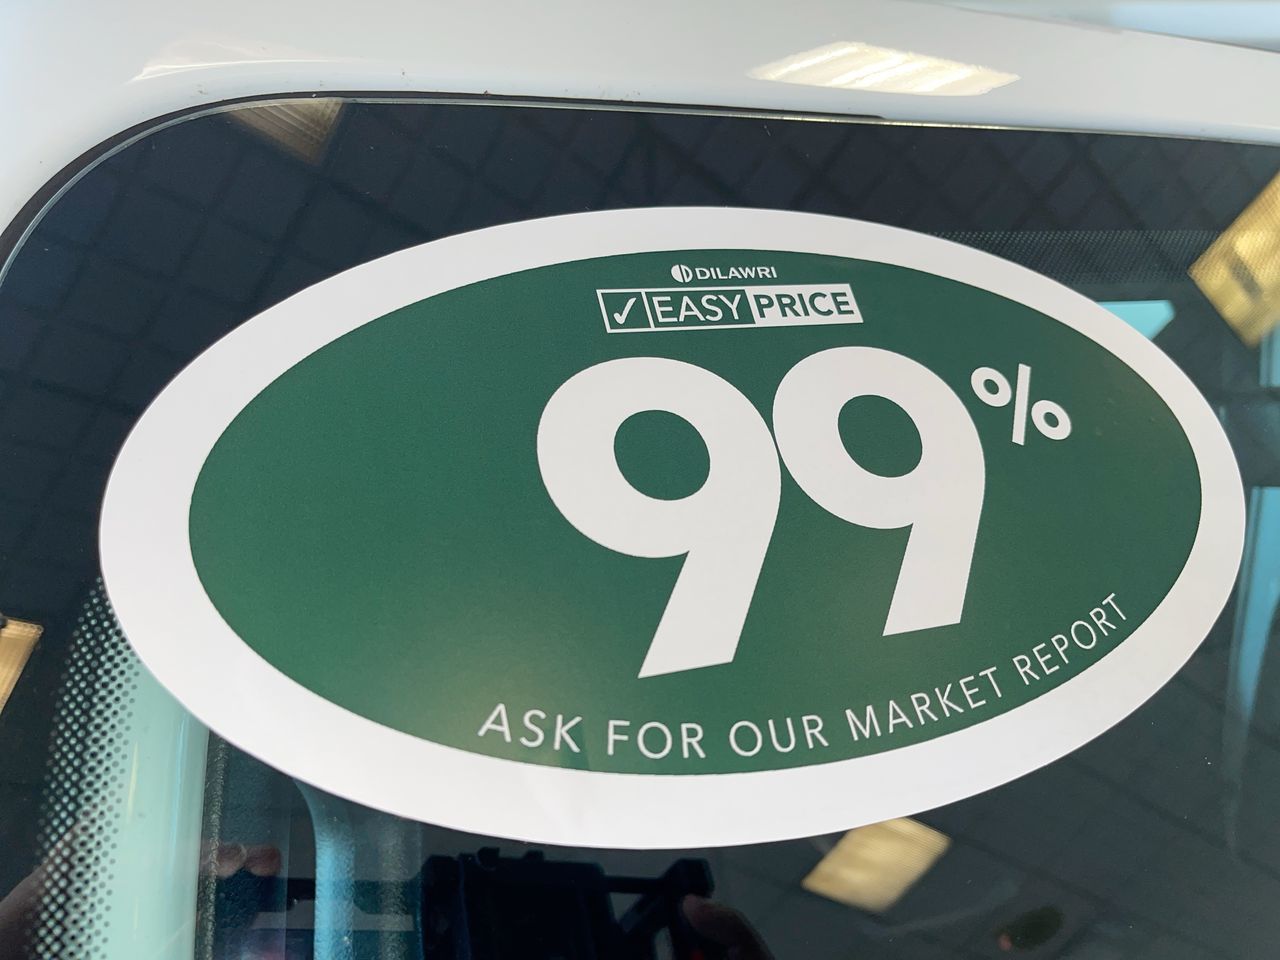 DILAWRI
✓ EASY PRICE
99%
ASK FOR OUR MARKET REPORT